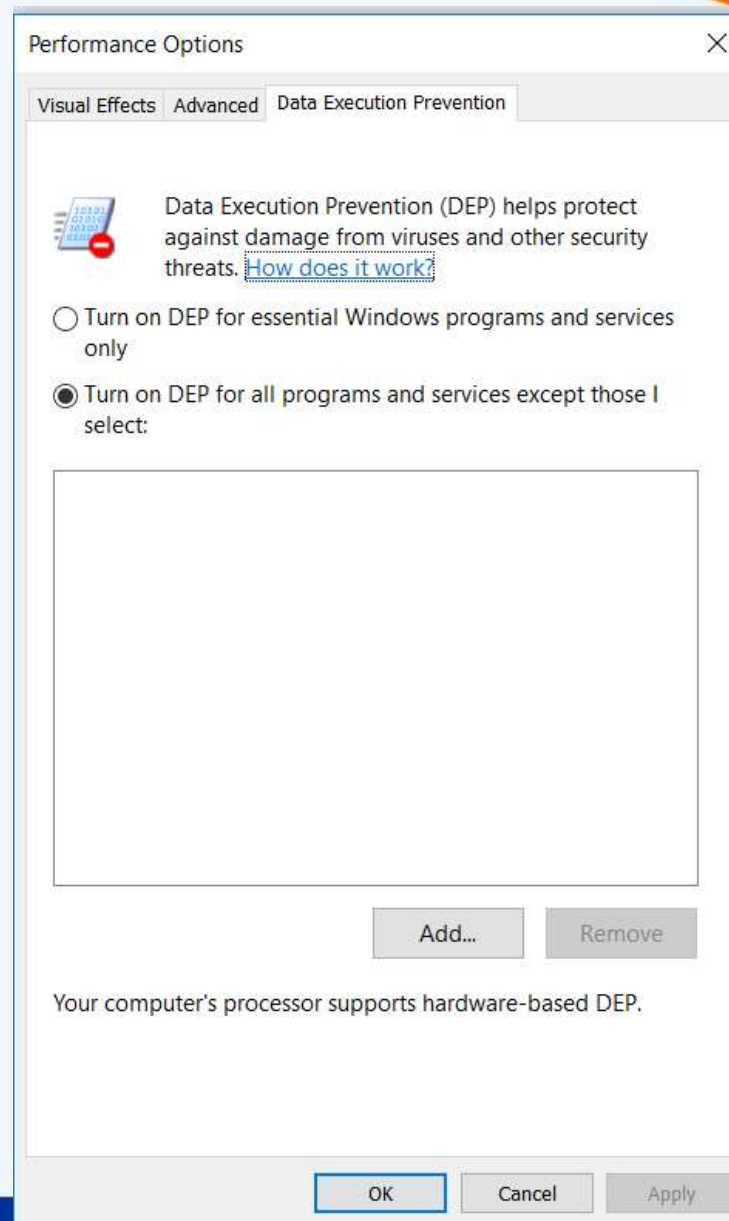 Performance Options
Visual Effects Advanced Data Execution Prevention
Data Execution Prevention (DEP) helps protect
against damage from viruses and other security
threats. How does it work?
Turn on DEP for essential Windows programs and services
only
Turn on DEP for all programs and services except those I
select:
Add... Remove
Your computer's processor supports hardware-based DEP.
OK Cancel Apply